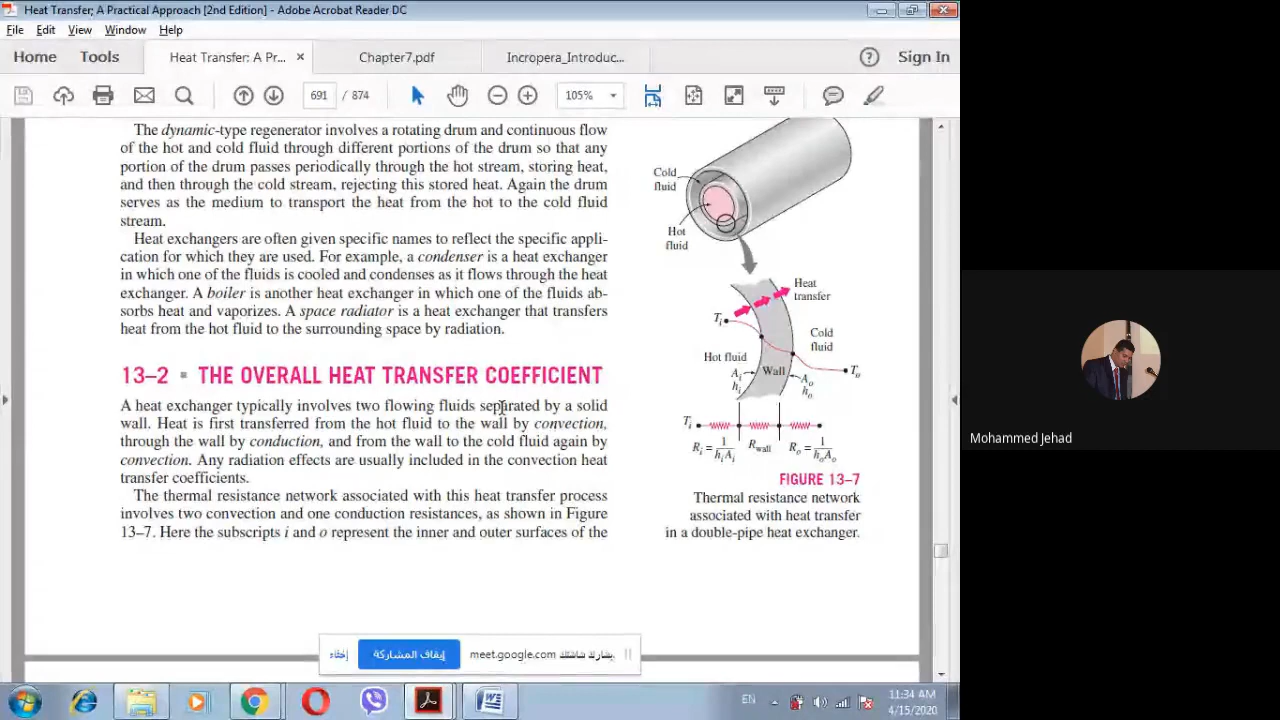 Heat Transfer; A Practical Approach [2nd Edition] - Adobe Acrobat Reader DC
File Edit View Window Help
Home Tools Heat Transfer: A Pr... × Chapter7.pdf Incropera_Introduc... ? Sign In
691 / 874 105%
The dynamic-type regenerator involves a rotating drum and continuous flow
of the hot and cold fluid through different portions of the drum so that any
portion of the drum passes periodically through the hot stream, storing heat,
and then through the cold stream, rejecting this stored heat. Again the drum
serves as the medium to transport the heat from the hot to the cold fluid
stream.
Heat exchangers are often given specific names to reflect the specific appli-
cation for which they are used. For example, a condenser is a heat exchanger
in which one of the fluids is cooled and condenses as it flows through the heat
exchanger. A boiler is another heat exchanger in which one of the fluids ab-
sorbs heat and vaporizes. A space radiator is a heat exchanger that transfers
heat from the hot fluid to the surrounding space by radiation.
13–2 ▪ THE OVERALL HEAT TRANSFER COEFFICIENT
A heat exchanger typically involves two flowing fluids separated by a solid
wall. Heat is first transferred from the hot fluid to the wall by convection,
through the wall by conduction, and from the wall to the cold fluid again by
convection. Any radiation effects are usually included in the convection heat
transfer coefficients.
The thermal resistance network associated with this heat transfer process
involves two convection and one conduction resistances, as shown in Figure
13–7. Here the subscripts i and o represent the inner and outer surfaces of the
Cold
fluid
Hot
fluid
Heat
transfer
Ti
Cold
fluid
Hot fluid
Wall
To
Ai
hi
Ao
ho
Ti
Ri = 1/hiAi Rwall Ro = 1/hoAo
FIGURE 13–7
Thermal resistance network
associated with heat transfer
in a double-pipe heat exchanger.
Mohammed Jehad
meet.google.com يشارك شاشتك إيقاف المشاركة إخفاء
EN
11:34 AM
4/15/2020